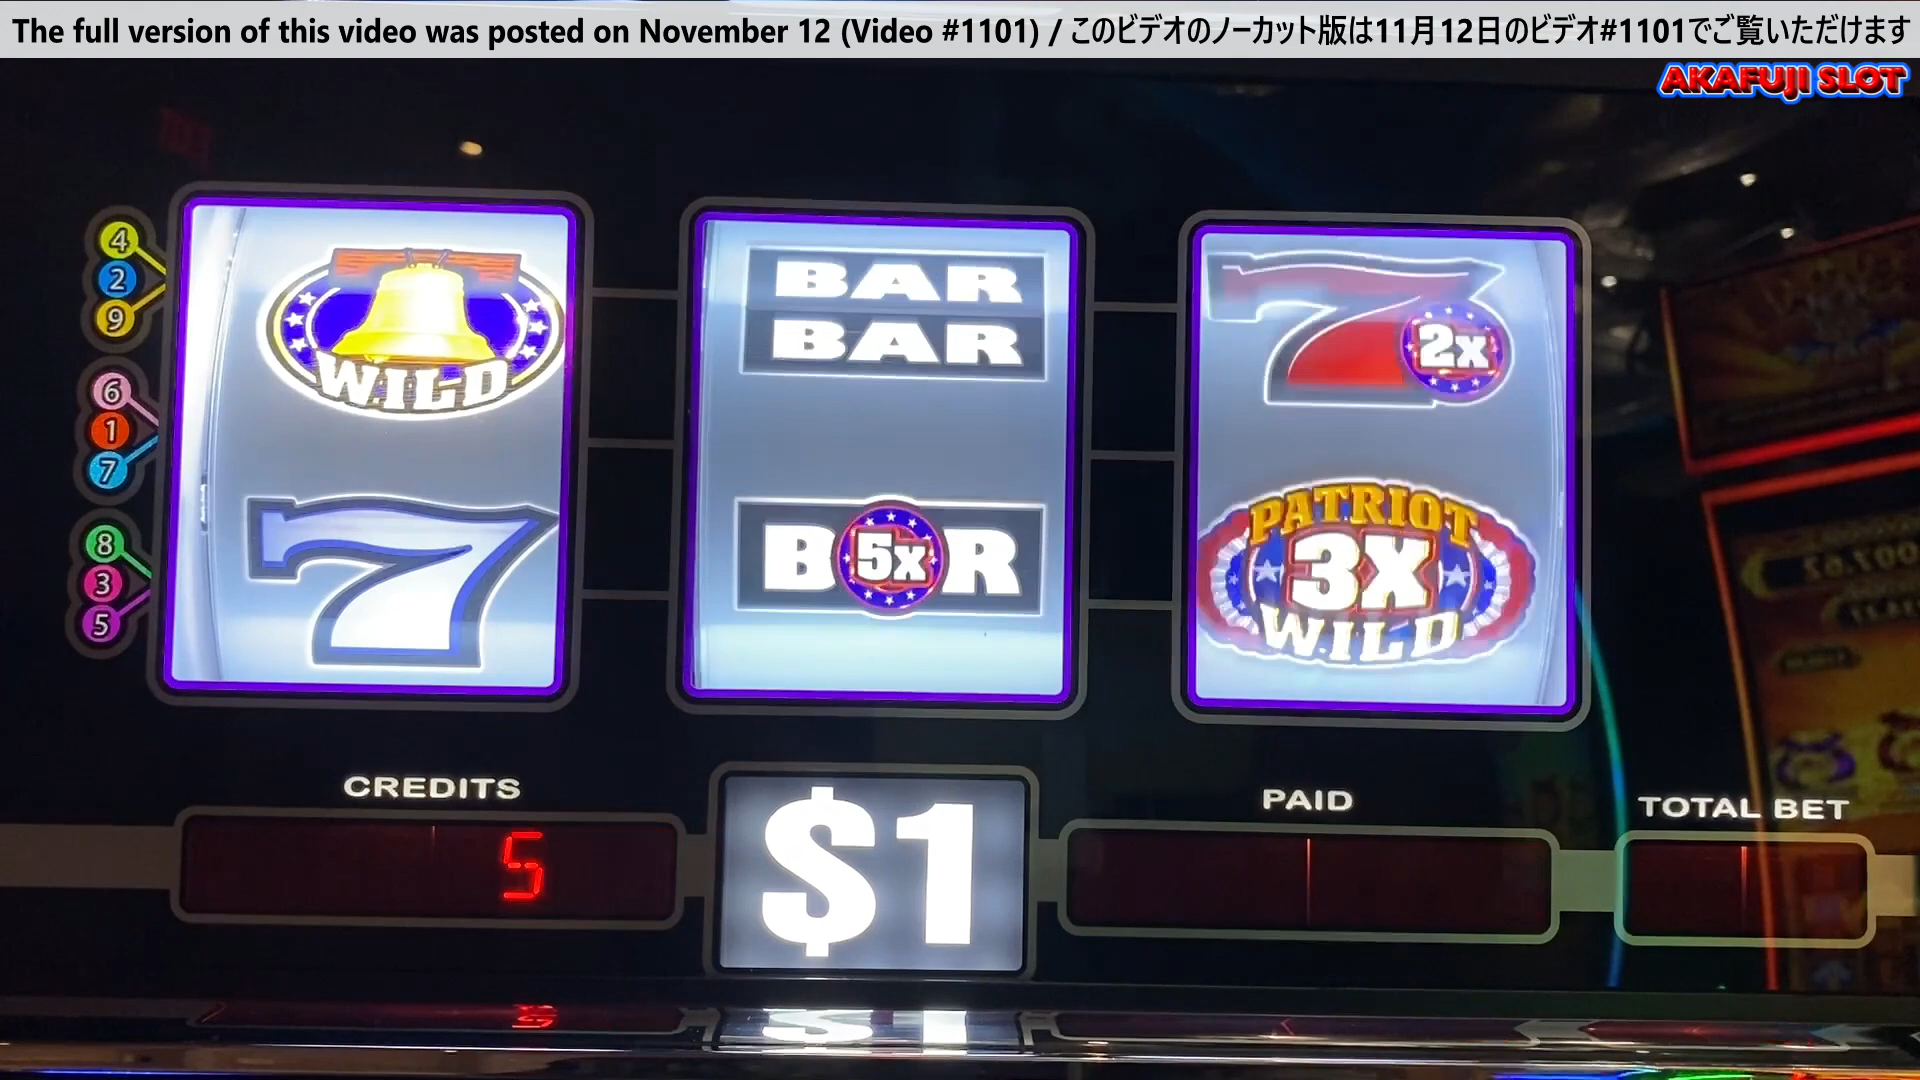 The full version of this video was posted on November 12 (Video #1101) / このビデオのノーカット版は11月12日のビデオ#1101でご覧いただけます
AKAFUJI SLOT
4
2
9
6
1
7
8
3
5
WILD
7
BAR
BAR
B 5x R
7 2x
PATRIOT
3X
WILD
CREDITS
5
$1
PAID
TOTAL BET